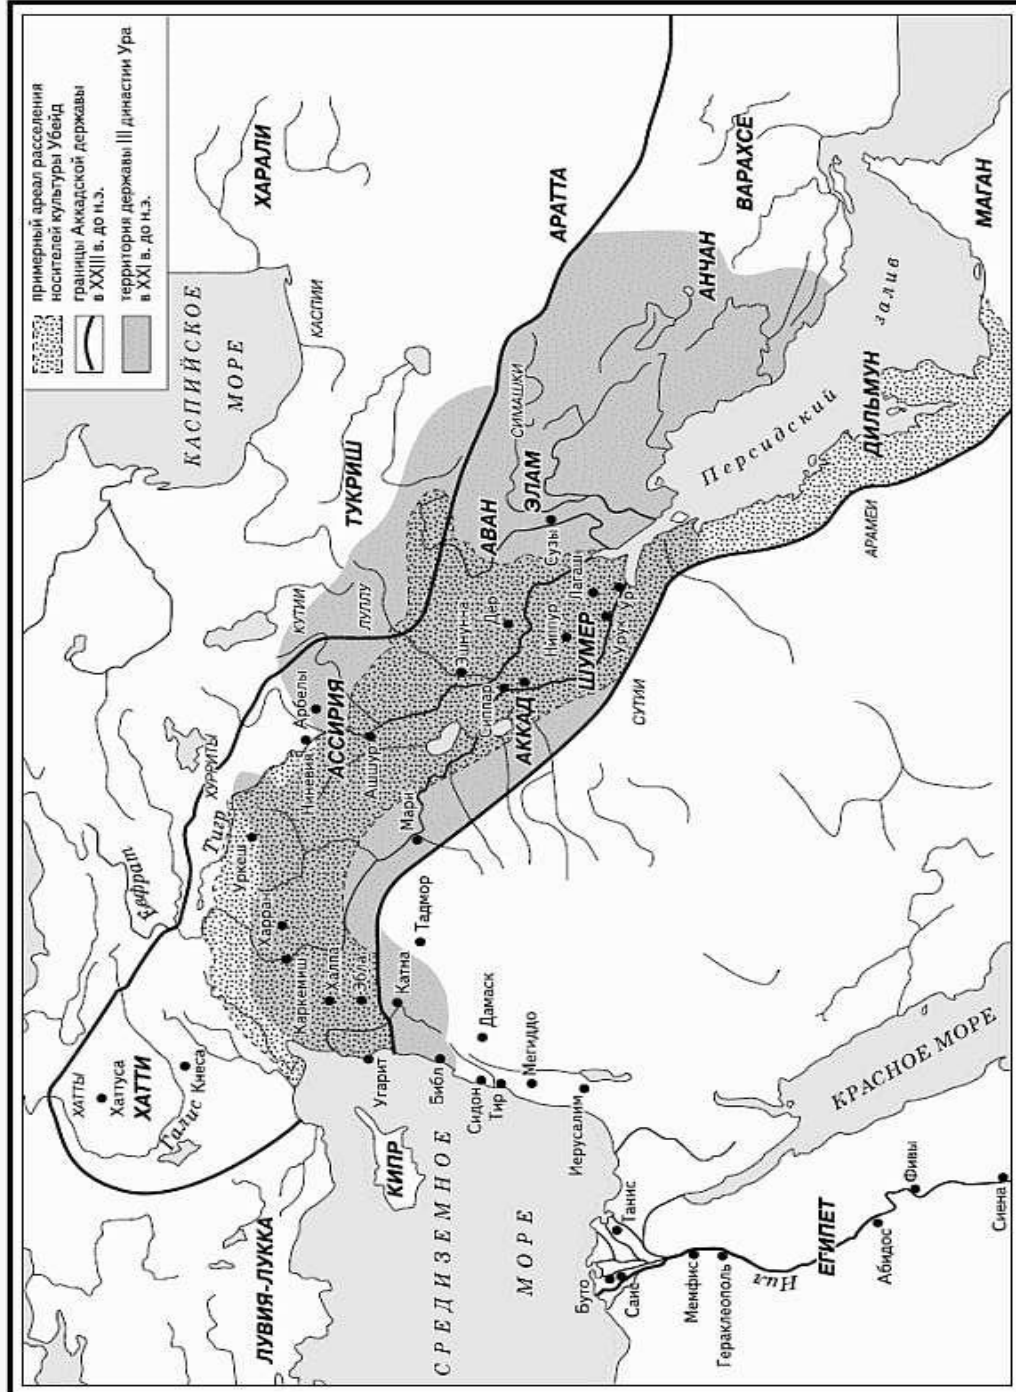 примерный ареал расселения
носителей культуры Убейд
границы Аккадской державы
в XXIII в. до н.э.
территория державы III династии Ура
в XXI в. до н.э.
ХАТТЫ
Хаттуса
ХАТТИ
Галис
Киеса
ЛУВИЯ-ЛУККА
КИПР
СРЕДИЗЕМНОЕ
МОРЕ
Евфрат
Тигр
ХУРРИТЫ
Уркеш
Харран
Каркемиш
Халпа
Эбла
Угарит
Катна
Тадмор
Библ
Дамаск
Сидон
Тир
Мегиддо
Иерусалим
Ниневия
Арбелы
АССИРИЯ
Ашшур
Мари
КУТИИ
ЛУЛЛУ
ТУКРИШ
КАСПИЙСКОЕ
МОРЕ
КАСПИИ
ХАРАЛИ
Эшнунна
Дер
Сиппар
АККАД
Ниппур
ШУМЕР
Лагаш
Урук
Ур
АВАН
ЭЛАМ
Сузы
СИМАШКИ
АРАТТА
АНЧАН
ВАРАХСЕ
Персидский
залив
ДИЛЬМУН
МАГАН
АРАМЕИ
СУТИИ
КРАСНОЕ МОРЕ
Буто
Саис
Танис
Мемфис
Гераклеополь
Нил
ЕГИПЕТ
Абидос
Фивы
Сиена